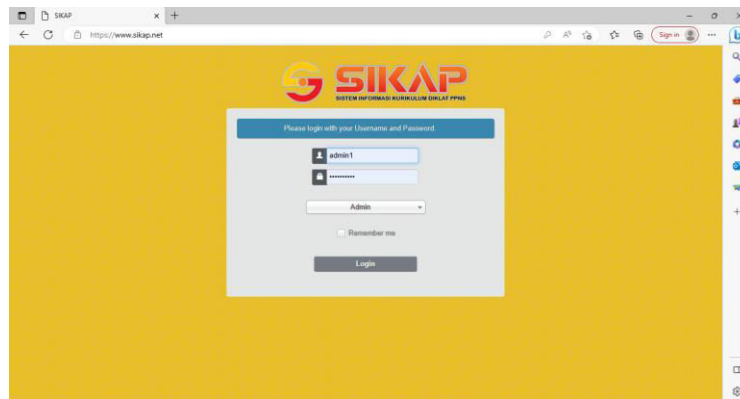 SIKAP
https://www.sikap.net
Sign in
SIKAP
SISTEM INFORMASI KURIKULUM DIKLAT PPNS
Please login with your Username and Password.
admin1
••••••••••
Admin
Remember me
Login